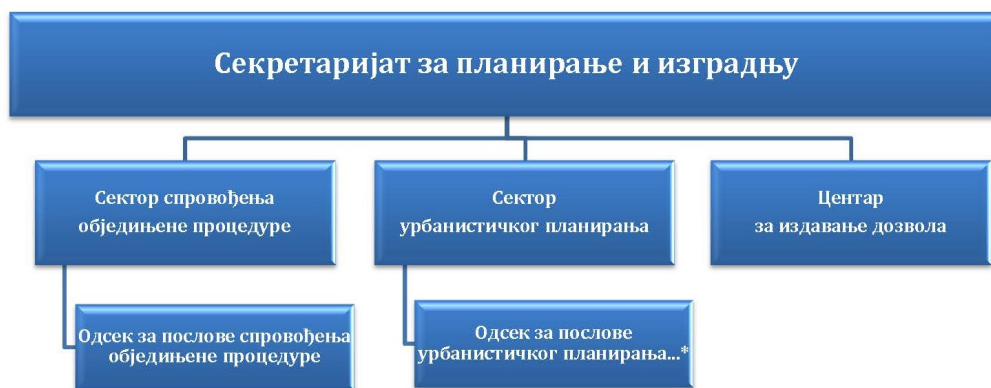 Секретаријат за планирање и изградњу
Сектор спровођења
обједињене процедуре
Сектор
урбанистичког планирања
Центар
за издавање дозвола
Одсек за послове спровођења
обједињене процедуре
Одсек за послове
урбанистичког планирања...*